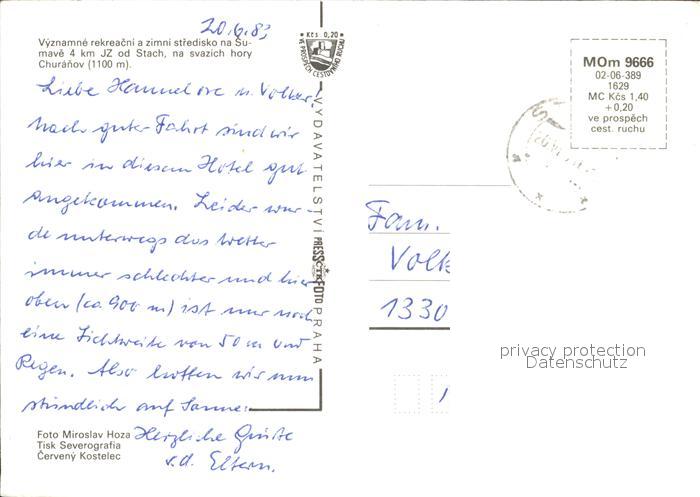 20.6.83
Významné rekreační a zimní středisko na Šu-
mavě 4 km JZ od Stach, na svazích hory
Churáňov (1100 m).
Liebe Hannelore u. Volker!
Nach guter Fahrt sind wir
hier in diesem Hotel gut
angekommen. Leider wur-
de unterwegs das Wetter
immer schlechter und hier
oben (ca. 900 m) ist nur noch
eine Sichtweite von 50 m und
Regen. Also hoffen wir nun
stündlich auf Sonne.
Herzliche Grüße
v. d. Eltern.
Foto Miroslav Hoza
Tisk Severografia
Červený Kostelec
Kčs 0,20
VE PROSPĚCH CESTOVNÍHO RUCHU
VYDAVATELSTVÍ PRESSFOTO PRAHA
MOm 9666
02-06-389
1629
MC Kčs 1,40
+0,20
ve prospěch
cest. ruchu
Fam.
Volk
1330
privacy protection
Datenschutz